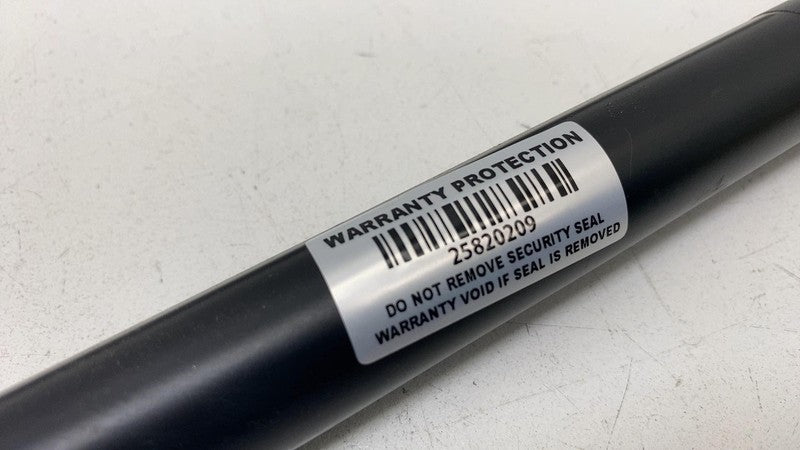 WARRANTY PROTECTION
25820209
DO NOT REMOVE SECURITY SEAL
WARRANTY VOID IF SEAL IS REMOVED